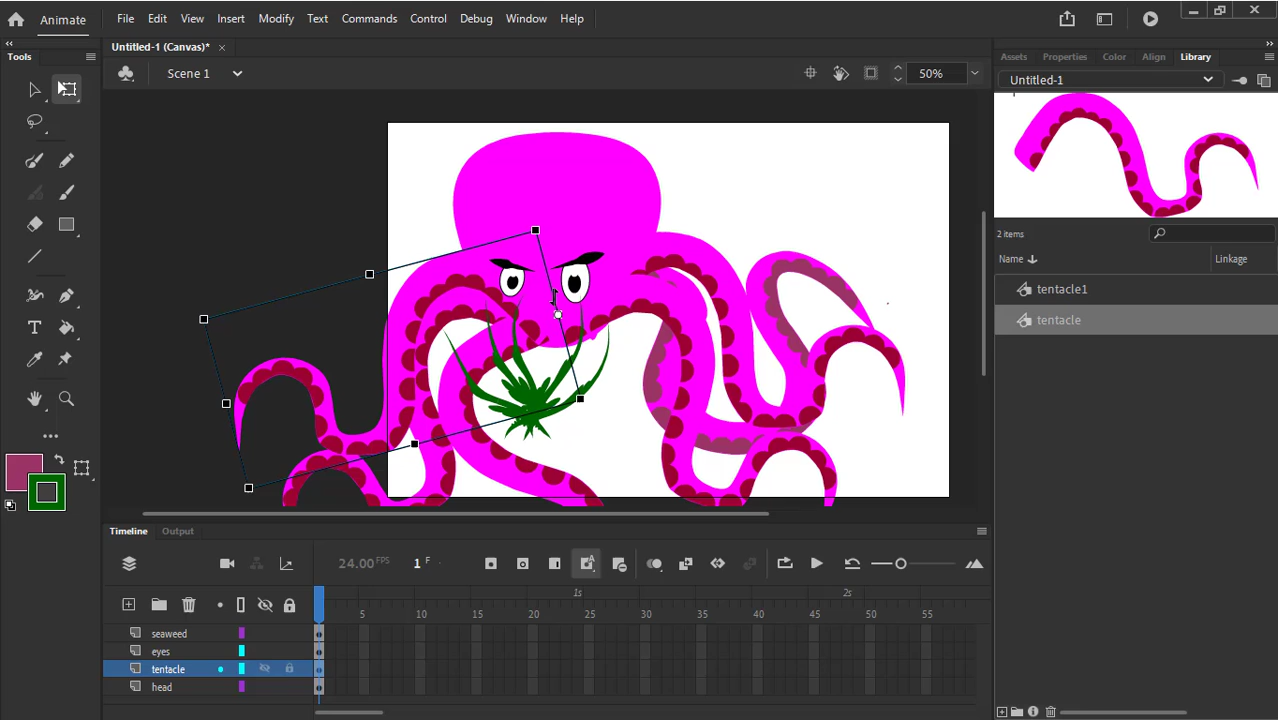 Animate File Edit View Insert Modify Text Commands Control Debug Window Help
Untitled-1 (Canvas)*
Tools
Scene 1
50%
Assets Properties Color Align Library
Untitled-1
2 items
Name Linkage
tentacle1
tentacle
Timeline Output
24.00 FPS 1 F
1s 2s
5 10 15 20 25 30 35 40 45 50 55
seaweed
eyes
tentacle
head